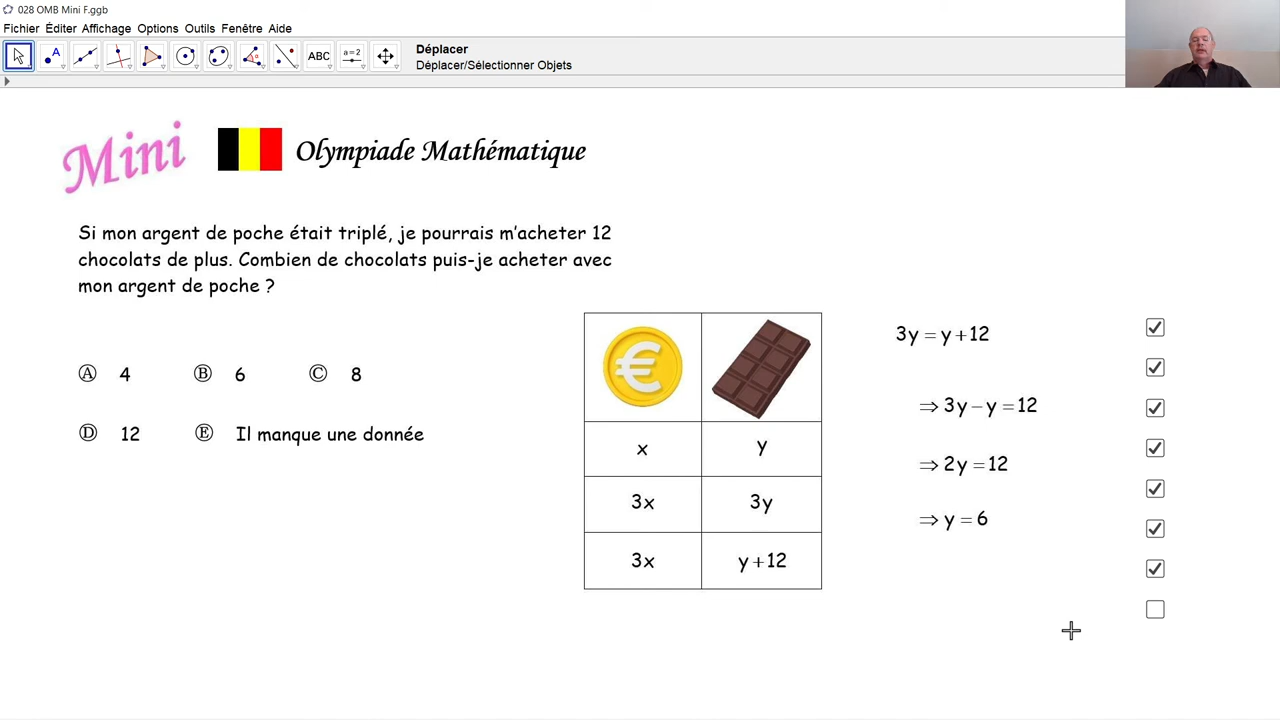 028 OMB Mini F.ggb
Fichier Éditer Affichage Options Outils Fenêtre Aide
A
ABC
a=2
Déplacer
Déplacer/Sélectionner Objets
Mini
Olympiade Mathématique
Si mon argent de poche était triplé, je pourrais m'acheter 12
chocolats de plus. Combien de chocolats puis-je acheter avec
mon argent de poche ?
Ⓐ 4 Ⓑ 6 Ⓒ 8
Ⓓ 12 Ⓔ Il manque une donnée
€
x y
3x 3y
3x y+12
3y = y+12
⇒ 3y − y = 12
⇒ 2y = 12
⇒ y = 6